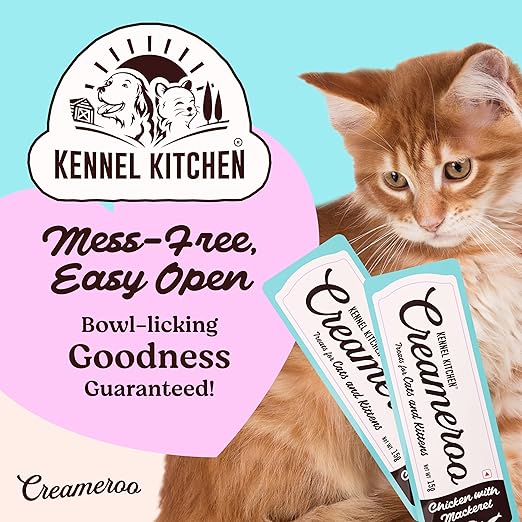 KENNEL KITCHEN
®
Mess-Free,
Easy Open
Bowl-licking
Goodness
Guaranteed!
Creameroo
KENNEL KITCHEN
Creameroo
Treats for Cats and Kittens
NET WT. 15g
KENNEL KITCHEN™
Creameroo
Treats for Cats and Kittens
NET WT. 15g
Chicken with
Mackerel